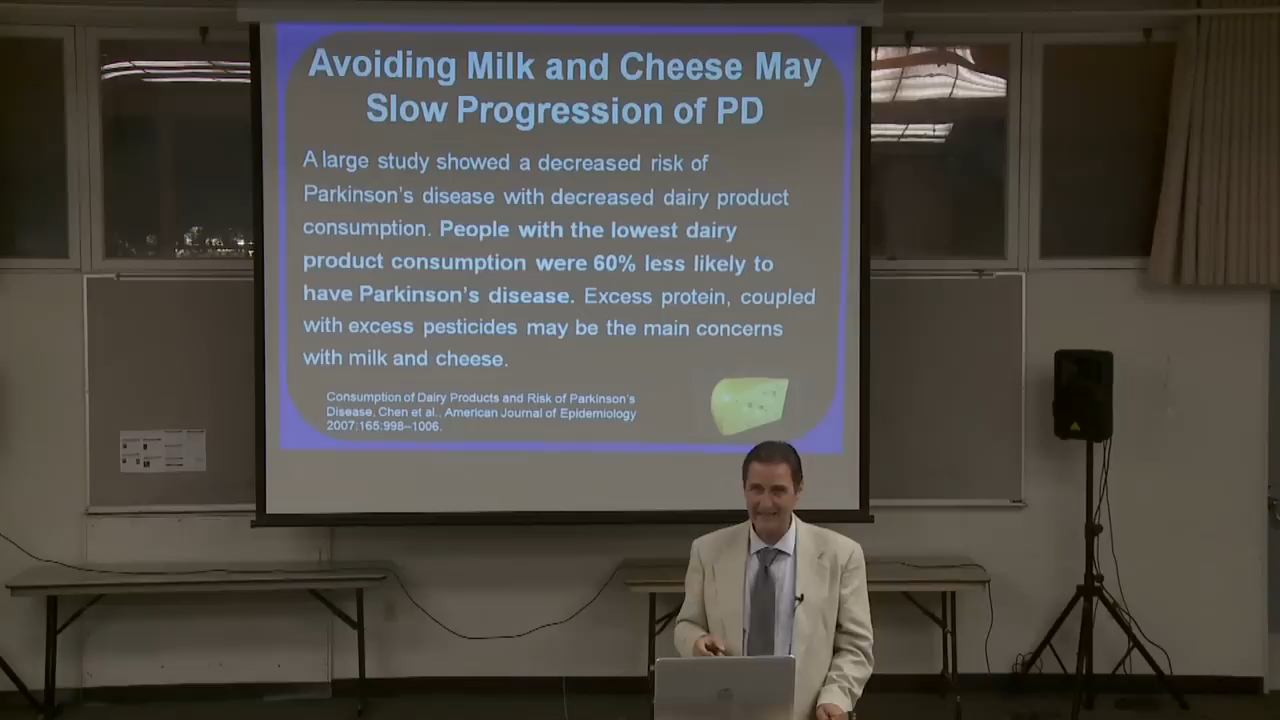 Avoiding Milk and Cheese May
Slow Progression of PD
A large study showed a decreased risk of
Parkinson's disease with decreased dairy product
consumption. People with the lowest dairy
product consumption were 60% less likely to
have Parkinson's disease. Excess protein, coupled
with excess pesticides may be the main concerns
with milk and cheese.
Consumption of Dairy Products and Risk of Parkinson's
Disease, Chen et al., American Journal of Epidemiology
2007;165:998–1006.